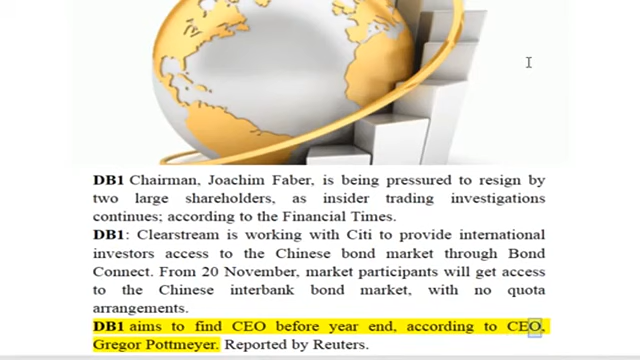 DB1 Chairman, Joachim Faber, is being pressured to resign by
two large shareholders, as insider trading investigations
continues; according to the Financial Times.
DB1: Clearstream is working with Citi to provide international
investors access to the Chinese bond market through Bond
Connect. From 20 November, market participants will get access
to the Chinese interbank bond market, with no quota
arrangements.
DB1 aims to find CEO before year end, according to CEO,
Gregor Pottmeyer. Reported by Reuters.